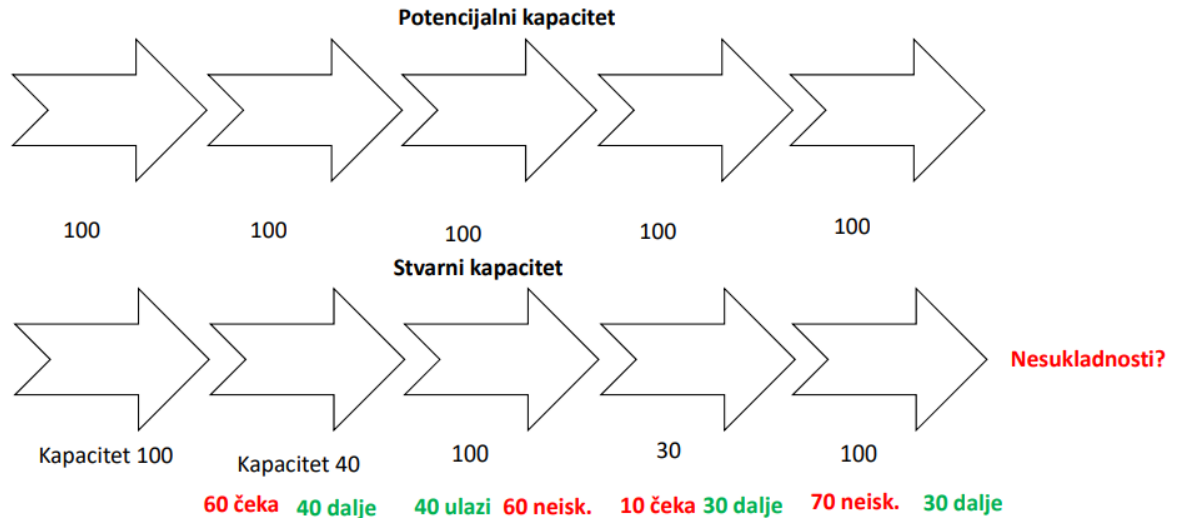 Potencijalni kapacitet
100 100 100 100 100
Stvarni kapacitet
Nesukladnosti?
Kapacitet 100 Kapacitet 40 100 30 100
60 čeka 40 dalje 40 ulazi 60 neisk. 10 čeka 30 dalje 70 neisk. 30 dalje